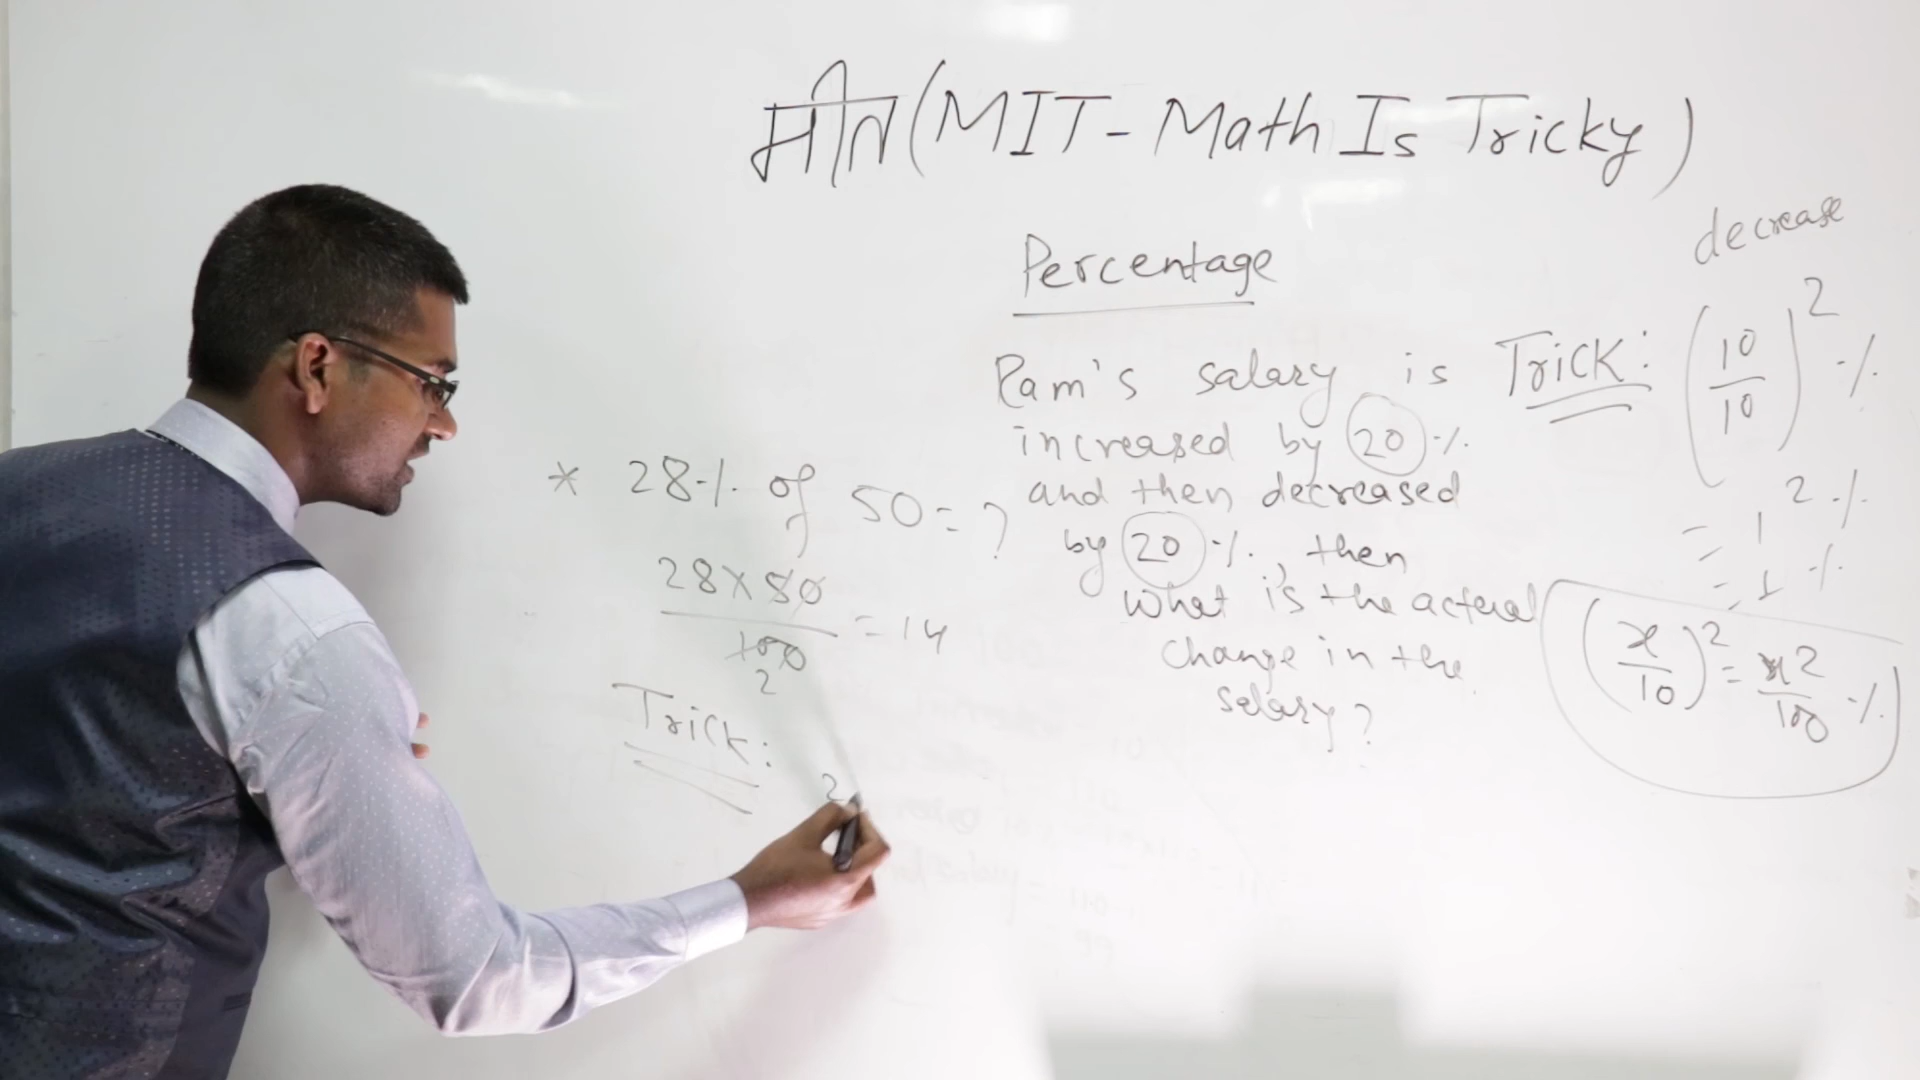 मीत (MIT - Math Is Tricky)
Percentage
Ram's salary is
increased by 20 %
and then decreased
by 20 %, then
what is the actual
change in the
salary?
Trick:
decrease
(10/10)² %
= 1² %
= 1 %
(x/10)² = x²/100 %
* 28% of 50 = ?
28 × 50 / 100 = 14
2
Trick:
2